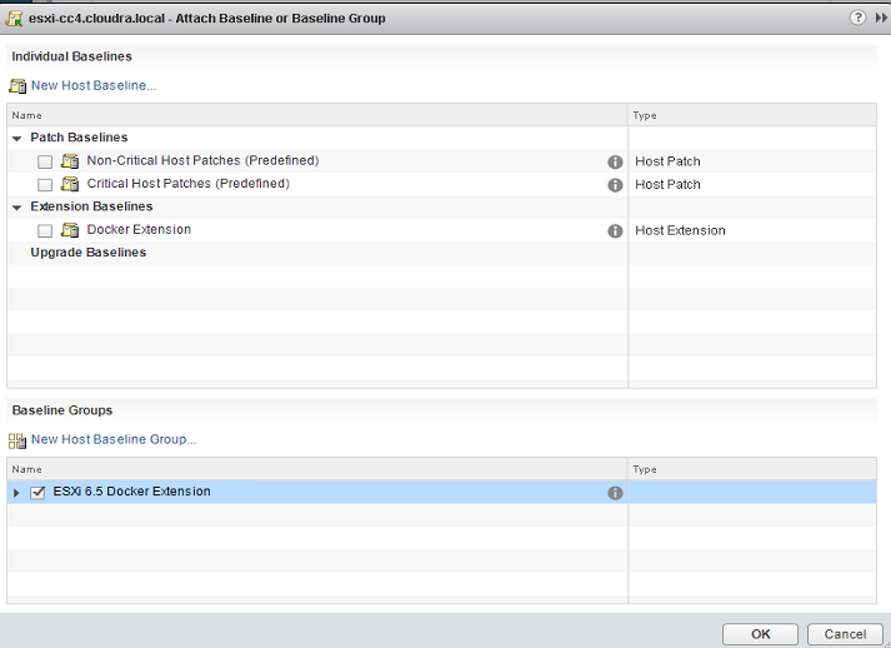 esxi-cc4.cloudra.local - Attach Baseline or Baseline Group
Individual Baselines
New Host Baseline...
Name Type
Patch Baselines
Non-Critical Host Patches (Predefined) Host Patch
Critical Host Patches (Predefined) Host Patch
Extension Baselines
Docker Extension Host Extension
Upgrade Baselines
Baseline Groups
New Host Baseline Group...
Name Type
ESXi 6.5 Docker Extension
OK Cancel